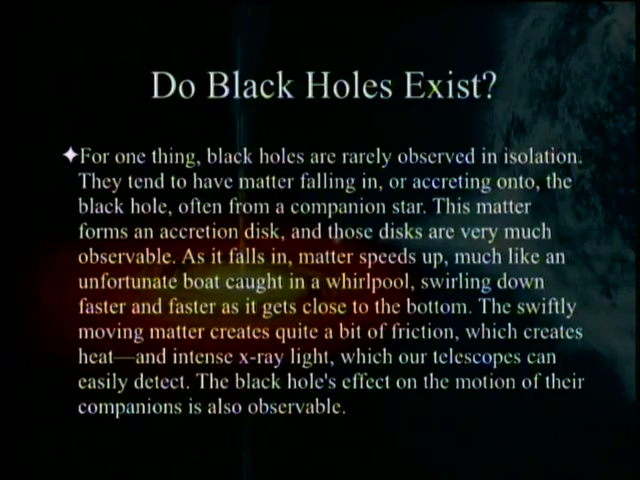 Do Black Holes Exist?
✦For one thing, black holes are rarely observed in isolation.
They tend to have matter falling in, or accreting onto, the
black hole, often from a companion star. This matter
forms an accretion disk, and those disks are very much
observable. As it falls in, matter speeds up, much like an
unfortunate boat caught in a whirlpool, swirling down
faster and faster as it gets close to the bottom. The swiftly
moving matter creates quite a bit of friction, which creates
heat—and intense x-ray light, which our telescopes can
easily detect. The black hole's effect on the motion of their
companions is also observable.